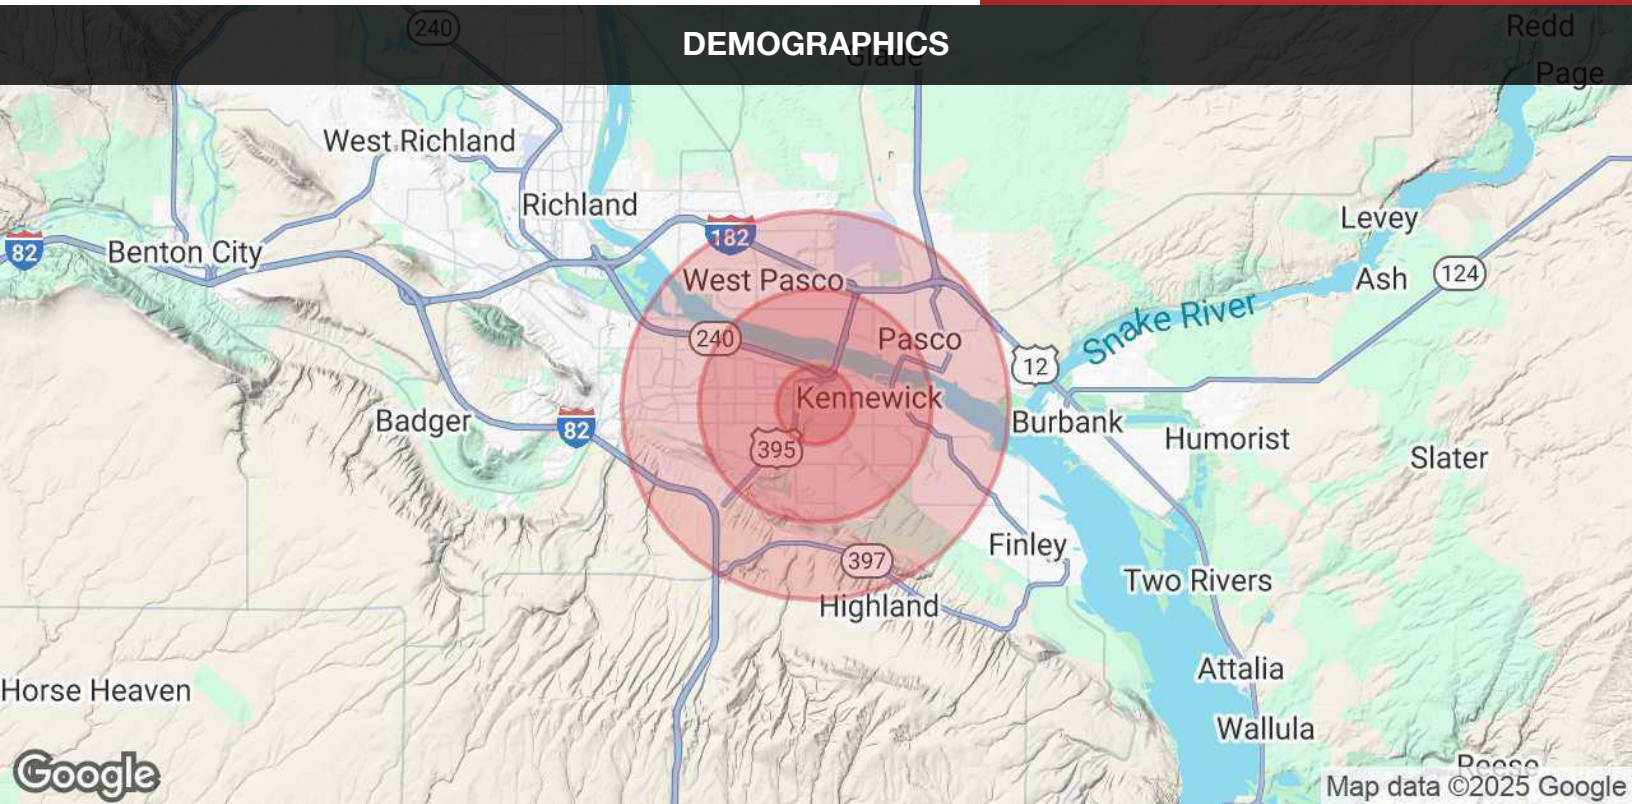 DEMOGRAPHICS
240
Redd
Glade
Page
West Richland
Richland
182
Levey
82
Benton City
West Pasco
Ash
124
Snake River
240
Pasco
12
Kennewick
Badger
82
Burbank
Humorist
395
Slater
Finley
397
Two Rivers
Highland
Attalia
Horse Heaven
Wallula
Reese
Google
Map data ©2025 Google